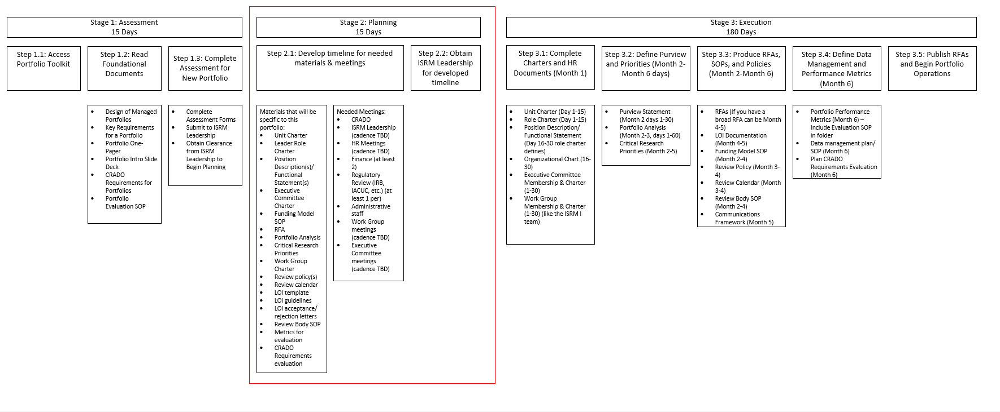 Stage 1: Assessment
15 Days
Step 1.1: Access
Portfolio Toolkit
Step 1.2: Read
Foundational
Documents
Step 1.3: Complete
Assessment for
New Portfolio
• Design of Managed
Portfolios
• Key Requirements
for a Portfolio
• Portfolio One-
Pager
• Portfolio Intro Slide
Deck
• CRADO
Requirements for
Portfolios
• Portfolio
Evaluation SOP
• Complete
Assessment Forms
• Submit to ISRM
Leadership
• Obtain Clearance
from ISRM
Leadership to
Begin Planning
Stage 2: Planning
15 Days
Step 2.1: Develop timeline for needed
materials & meetings
Step 2.2: Obtain
ISRM Leadership
for developed
timeline
Materials that will be
specific to this
portfolio:
• Unit Charter
• Leader Role
Charter
• Position
Description(s)/
Functional
Statement(s)
• Executive
Committee
Charter
• Funding Model
SOP
• RFA
• Portfolio Analysis
• Critical Research
Priorities
• Work Group
Charter
• Review policy(s)
• Review calendar
• LOI template
• LOI guidelines
• LOI acceptance/
rejection letters
• Review Body SOP
• Metrics for
evaluation
• CRADO
Requirements
evaluation
Needed Meetings:
• CRADO
• ISRM Leadership
(cadence TBD)
• HR Meetings
(cadence TBD)
• Finance (at least
2)
• Regulatory
Review (IRB,
IACUC, etc.) (at
least 1 per)
• Administrative
staff
• Work Group
meetings
(cadence TBD)
• Executive
Committee
meetings
(cadence TBD)
Stage 3: Execution
180 Days
Step 3.1: Complete
Charters and HR
Documents (Month 1)
Step 3.2: Define Purview
and Priorities (Month 2-
Month 6 days)
Step 3.3: Produce RFAs,
SOPs, and Policies
(Month 2-Month 6)
Step 3.4: Define Data
Management and
Performance Metrics
(Month 6)
Step 3.5: Publish RFAs
and Begin Portfolio
Operations
• Unit Charter (Day 1-15)
• Role Charter (Day 1-15)
• Position Description/
Functional Statement
(Day 16-30 role charter
defines)
• Organizational Chart (16-
30)
• Executive Committee
Membership & Charter
(1-30)
• Work Group
Membership & Charter
(1-30) (like the ISRM I
team)
• Purview Statement
(Month 2 days 1-30)
• Portfolio Analysis
(Month 2-3, days 1-60)
• Critical Research
Priorities (Month 2-5)
• RFAs (If you have a
broad RFA can be Month
4-5)
• LOI Documentation
(Month 4-5)
• Funding Model SOP
(Month 2-4)
• Review Policy (Month 3-
4)
• Review Calendar (Month
3-4)
• Review Body SOP
(Month 2-4)
• Communications
Framework (Month 5)
• Portfolio Performance
Metrics (Month 6) –
Include Evaluation SOP
in folder
• Data management plan/
SOP (Month 6)
• Plan CRADO
Requirements Evaluation
(Month 6)